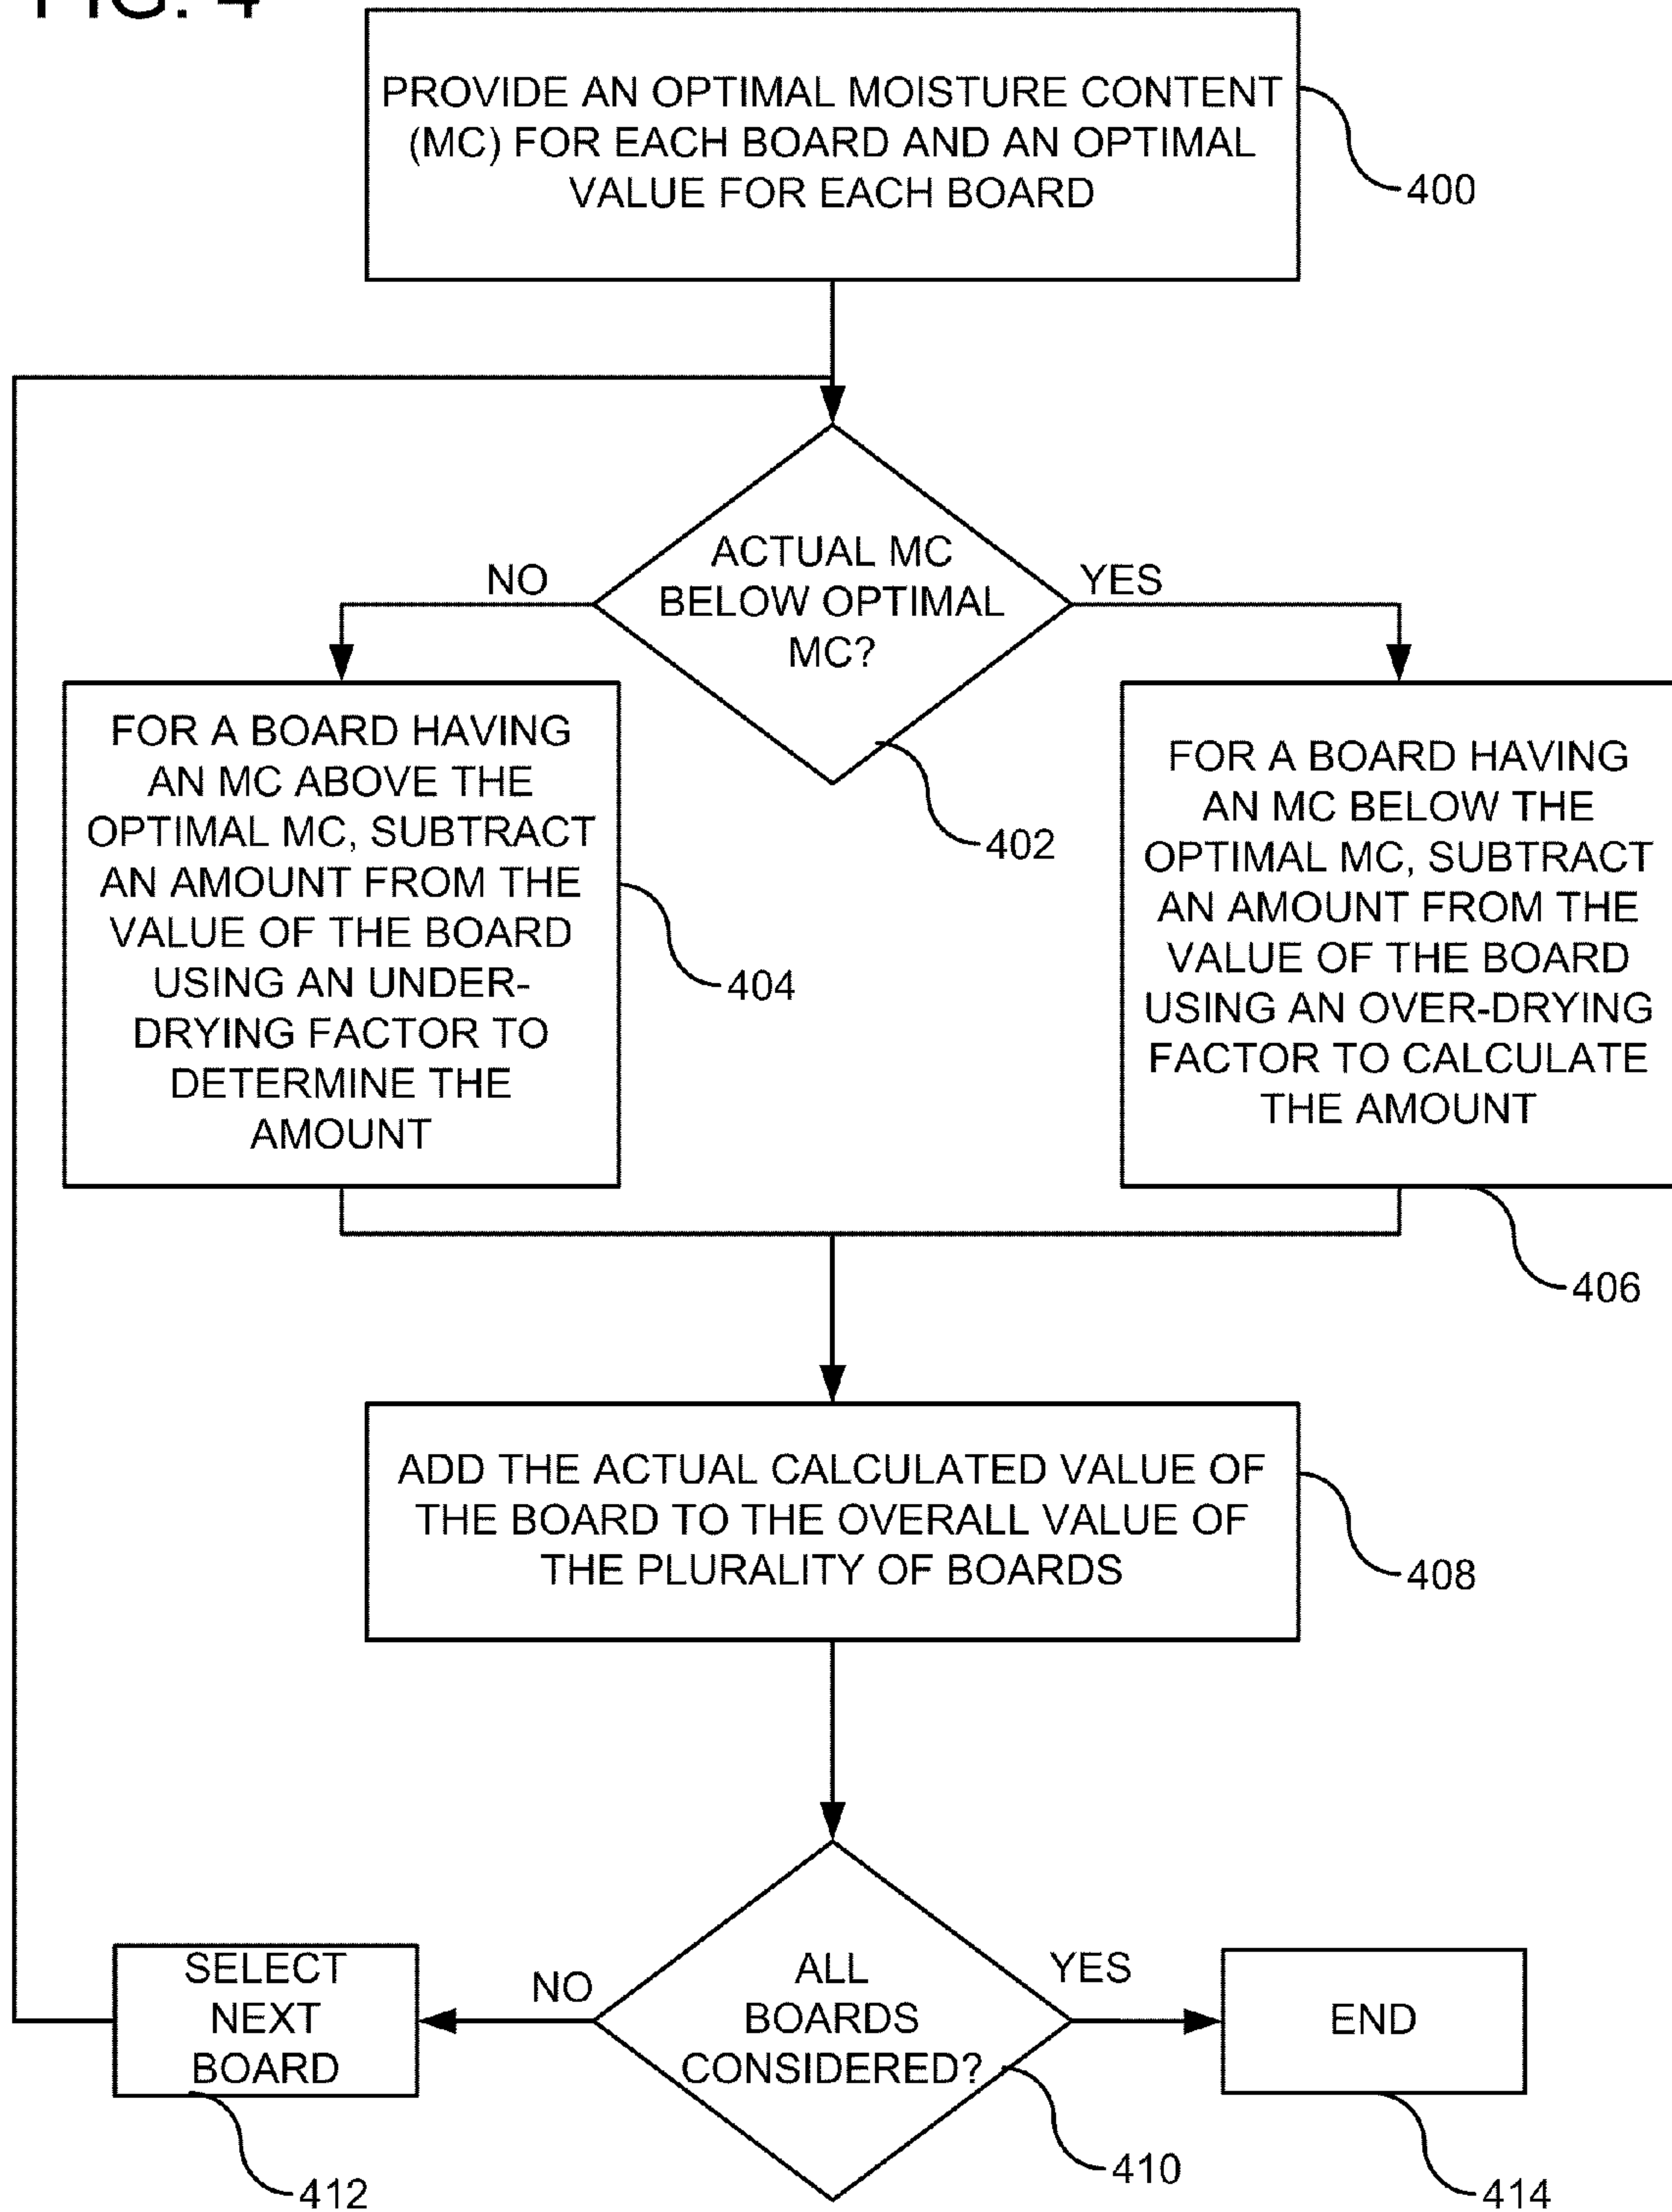 FIG. 4
PROVIDE AN OPTIMAL MOISTURE CONTENT
(MC) FOR EACH BOARD AND AN OPTIMAL
VALUE FOR EACH BOARD
400
ACTUAL MC
BELOW OPTIMAL
MC?
NO
YES
402
FOR A BOARD HAVING
AN MC ABOVE THE
OPTIMAL MC, SUBTRACT
AN AMOUNT FROM THE
VALUE OF THE BOARD
USING AN UNDER-
DRYING FACTOR TO
DETERMINE THE
AMOUNT
404
FOR A BOARD HAVING
AN MC BELOW THE
OPTIMAL MC, SUBTRACT
AN AMOUNT FROM THE
VALUE OF THE BOARD
USING AN OVER-DRYING
FACTOR TO CALCULATE
THE AMOUNT
406
ADD THE ACTUAL CALCULATED VALUE OF
THE BOARD TO THE OVERALL VALUE OF
THE PLURALITY OF BOARDS
408
SELECT
NEXT
BOARD
412
NO
ALL
BOARDS
CONSIDERED?
YES
410
END
414